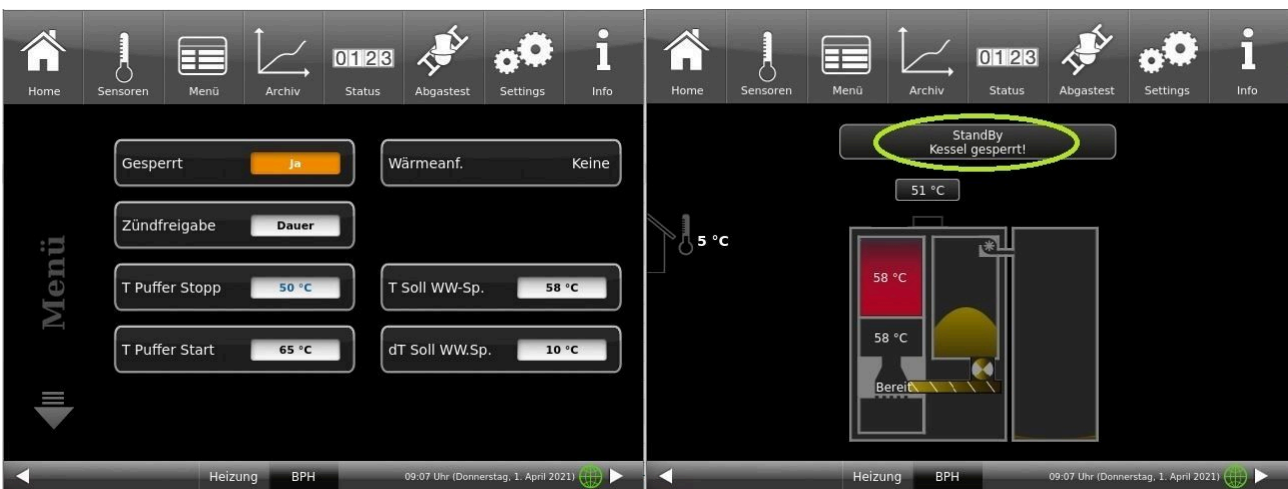 Home Sensoren Menü Archiv 0123 Status Abgastest Settings i Info
Menü
Gesperrt Ja
Wärmeanf. Keine
Zündfreigabe Dauer
T Puffer Stopp 50 °C
T Soll WW-Sp. 58 °C
T Puffer Start 65 °C
dT Soll WW.Sp. 10 °C
Heizung BPH 09:07 Uhr (Donnerstag, 1. April 2021)
Home Sensoren Menü Archiv 0123 Status Abgastest Settings i Info
StandBy
Kessel gesperrt!
51 °C
5 °C
58 °C
58 °C
Bereit
Heizung BPH 09:07 Uhr (Donnerstag, 1. April 2021)